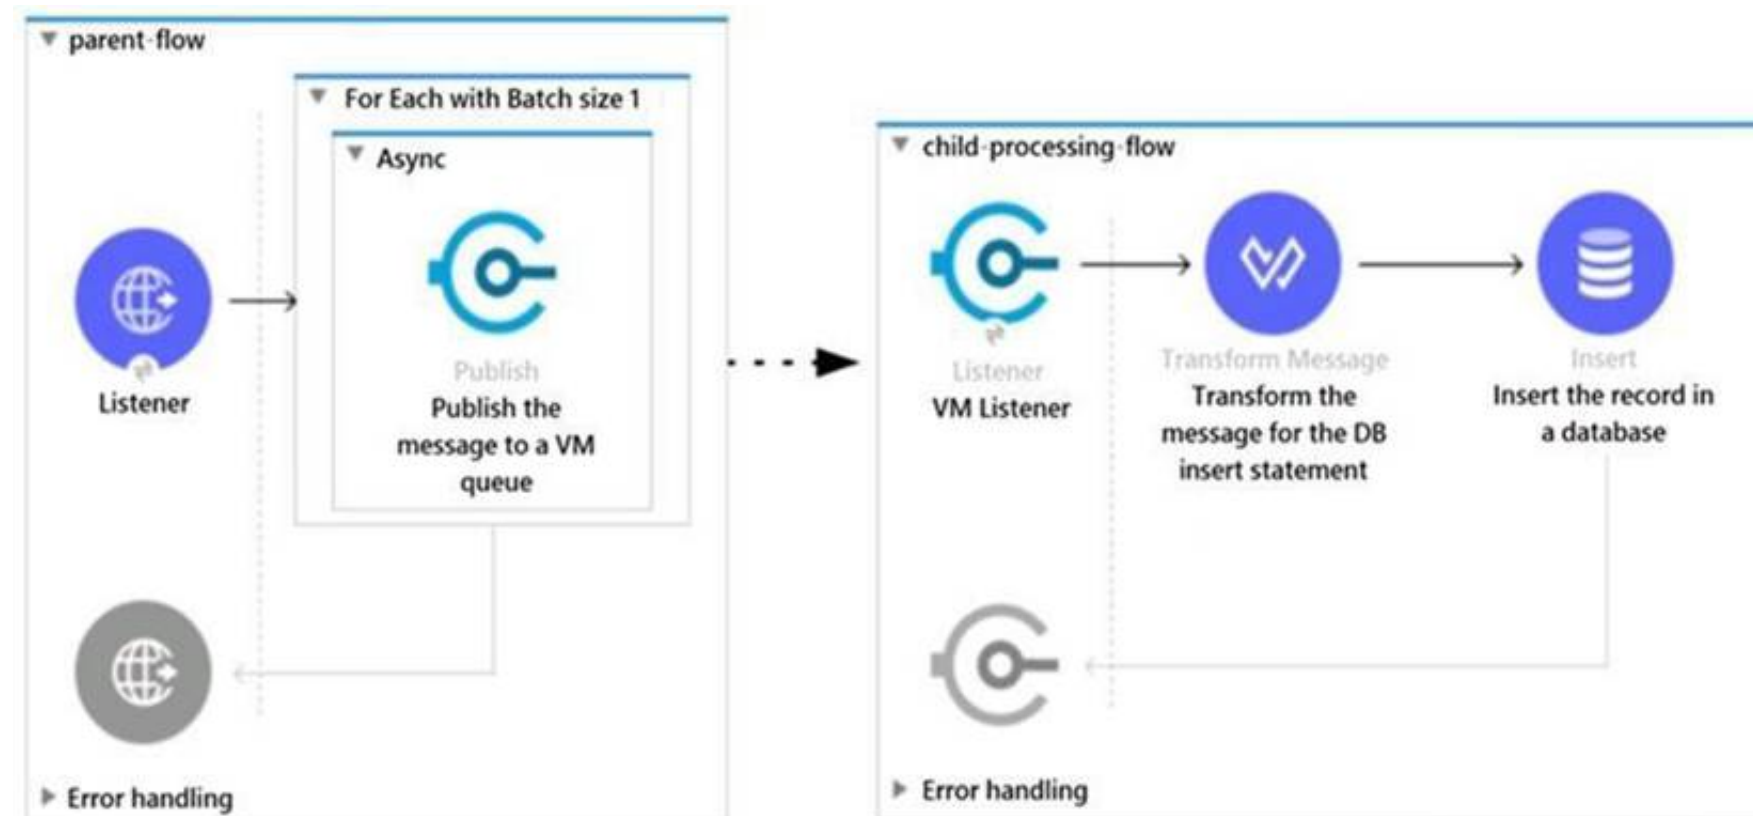 parent-flow
For Each with Batch size 1
Async
Listener
Publish
Publish the
message to a VM
queue
Error handling
child-processing-flow
Listener
VM Listener
Transform Message
Transform the
message for the DB
insert statement
Insert
Insert the record in
a database
Error handling